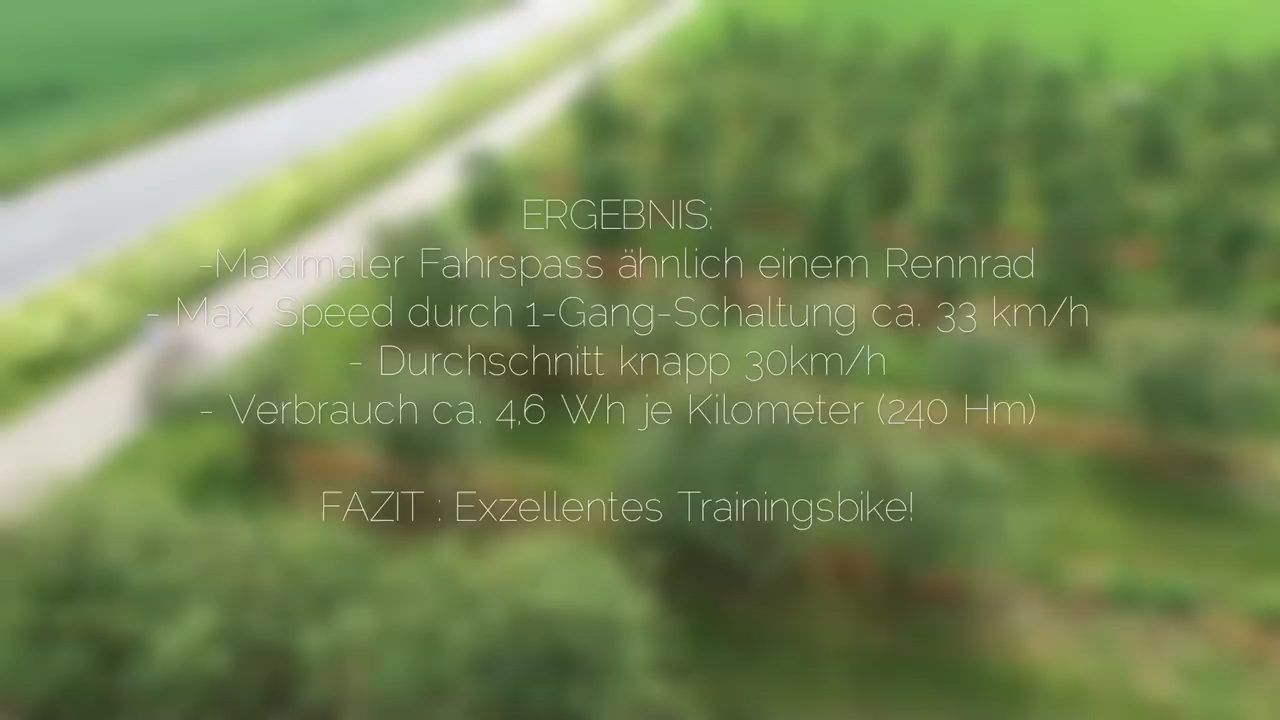 ERGEBNIS:
-Maximaler Fahrspass ähnlich einem Rennrad
- Max. Speed durch 1-Gang-Schaltung ca. 33 km/h
- Durchschnitt knapp 30km/h
- Verbrauch ca. 4,6 Wh je Kilometer (240 Hm)
FAZIT : Exzellentes Trainingsbike!